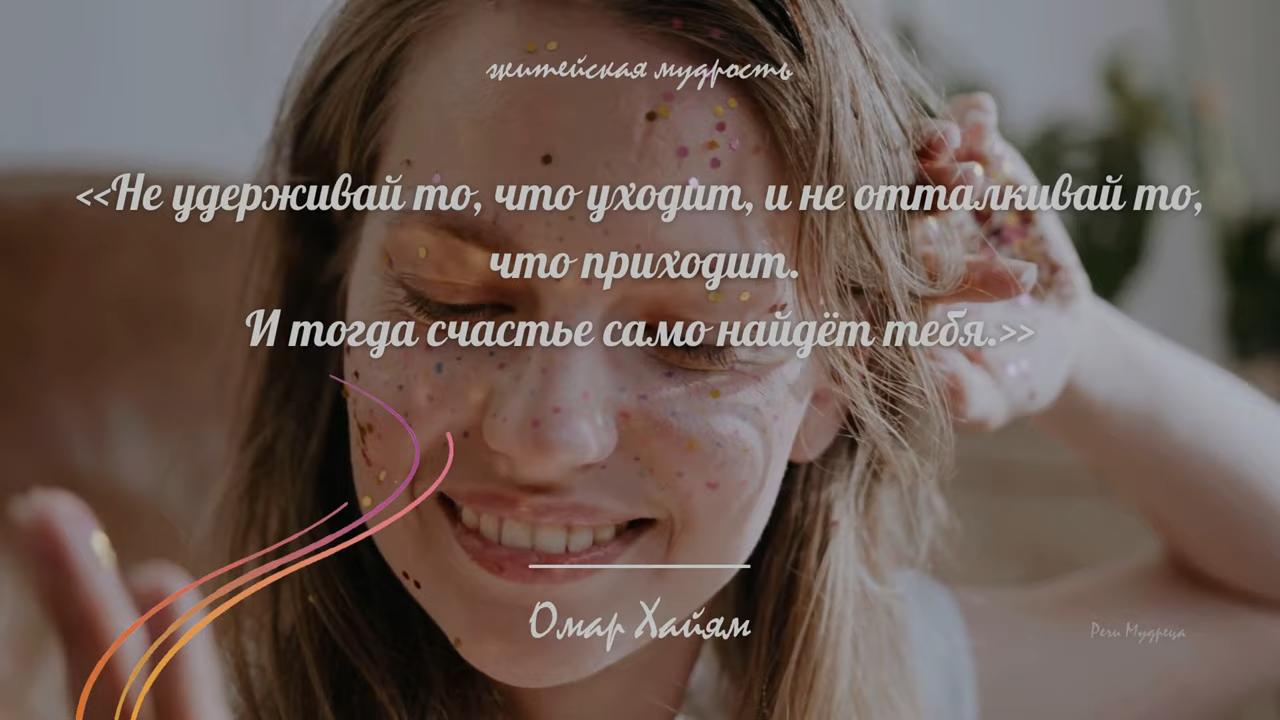 житейская мудрость
<<Не удерживай то, что уходит, и не отталкивай то,
что приходит.
И тогда счастье само найдёт тебя.>>
Омар Хайям
Речи Мудреца